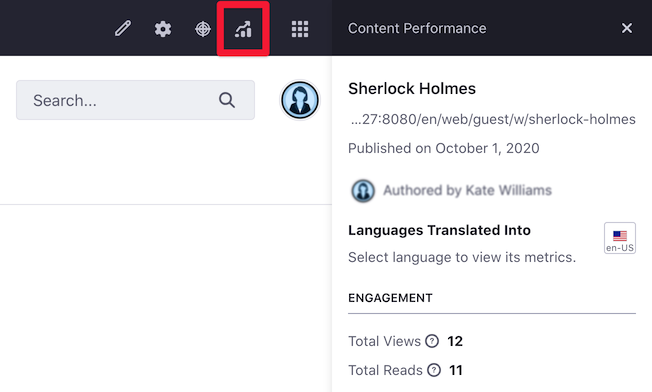 Content Performance
Search...
Sherlock Holmes
...27:8080/en/web/guest/w/sherlock-holmes
Published on October 1, 2020
Authored by Kate Williams
Languages Translated Into
en-US
Select language to view its metrics.
ENGAGEMENT
Total Views ? 12
Total Reads ? 11